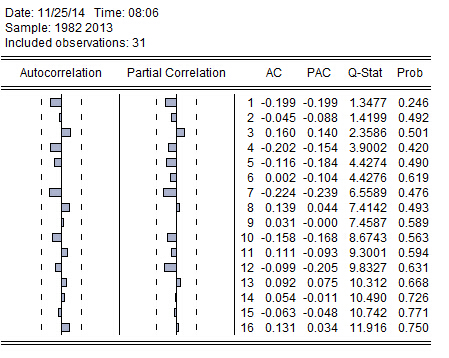 Date: 11/25/14 Time: 08:06
Sample: 1982 2013
Included observations: 31
Autocorrelation Partial Correlation AC PAC Q-Stat Prob
1 -0.199 -0.199 1.3477 0.246
2 -0.045 -0.088 1.4199 0.492
3 0.160 0.140 2.3586 0.501
4 -0.202 -0.154 3.9002 0.420
5 -0.116 -0.184 4.4274 0.490
6 0.002 -0.104 4.4276 0.619
7 -0.224 -0.239 6.5589 0.476
8 0.139 0.044 7.4142 0.493
9 0.031 -0.000 7.4587 0.589
10 -0.158 -0.168 8.6743 0.563
11 0.111 -0.093 9.3001 0.594
12 -0.099 -0.205 9.8327 0.631
13 0.092 0.075 10.312 0.668
14 0.054 -0.011 10.490 0.726
15 -0.063 -0.048 10.742 0.771
16 0.131 0.034 11.916 0.750